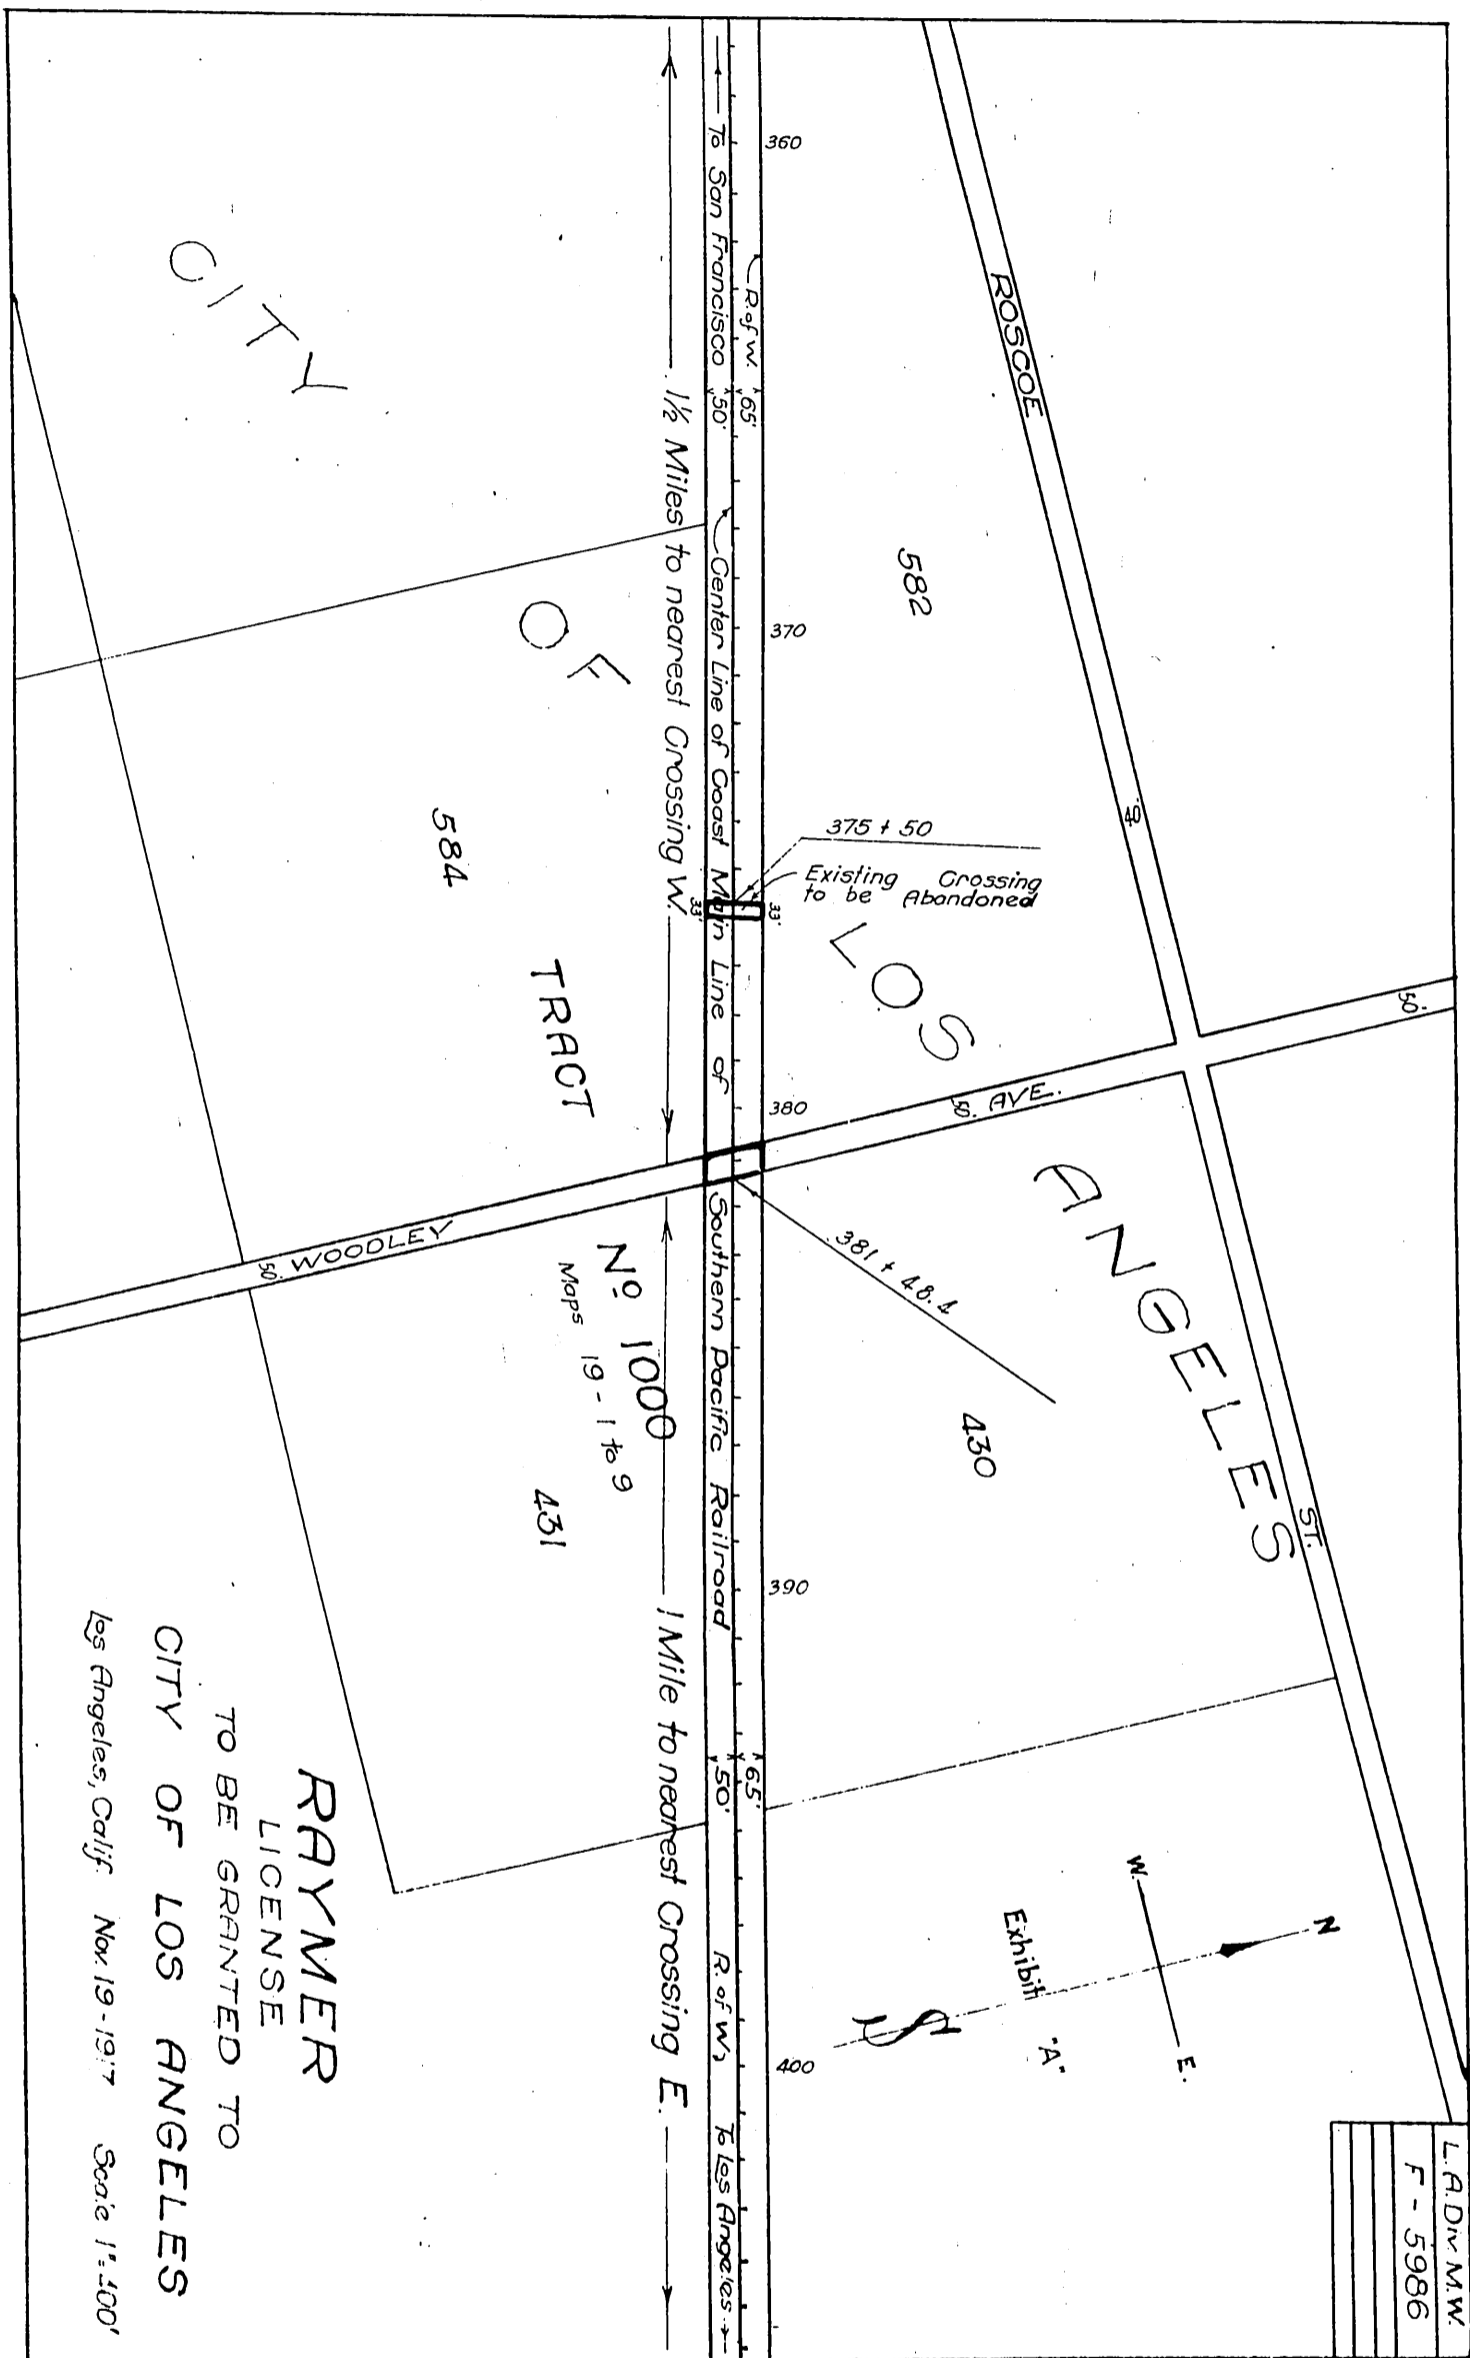 L.A.Div. M.W.
F - 5986
ROSCOE
ST.
40'
50'
CITY
OF
LOS
ANGELES
582
584
430
431
TRACT
Nº 1000
Maps 19 - 1 to 9
360
370
380
390
400
← To San Francisco
R. of W.
65'
50'
Center Line of Coast Main Line of Southern Pacific Railroad
65'
50'
R. of W.
To Los Angeles →
1½ Miles to nearest Crossing W.
1 Mile to nearest Crossing E.
375 + 50
Existing Crossing
to be Abandoned
33'
33'
381 + 48.4
WOODLEY
AVE.
50'
N
W.
E.
S
Exhibit "A"
RAYMER
LICENSE
TO BE GRANTED TO
CITY OF LOS ANGELES
Los Angeles, Calif. Nov. 19 - 1917 Scale 1"=400'